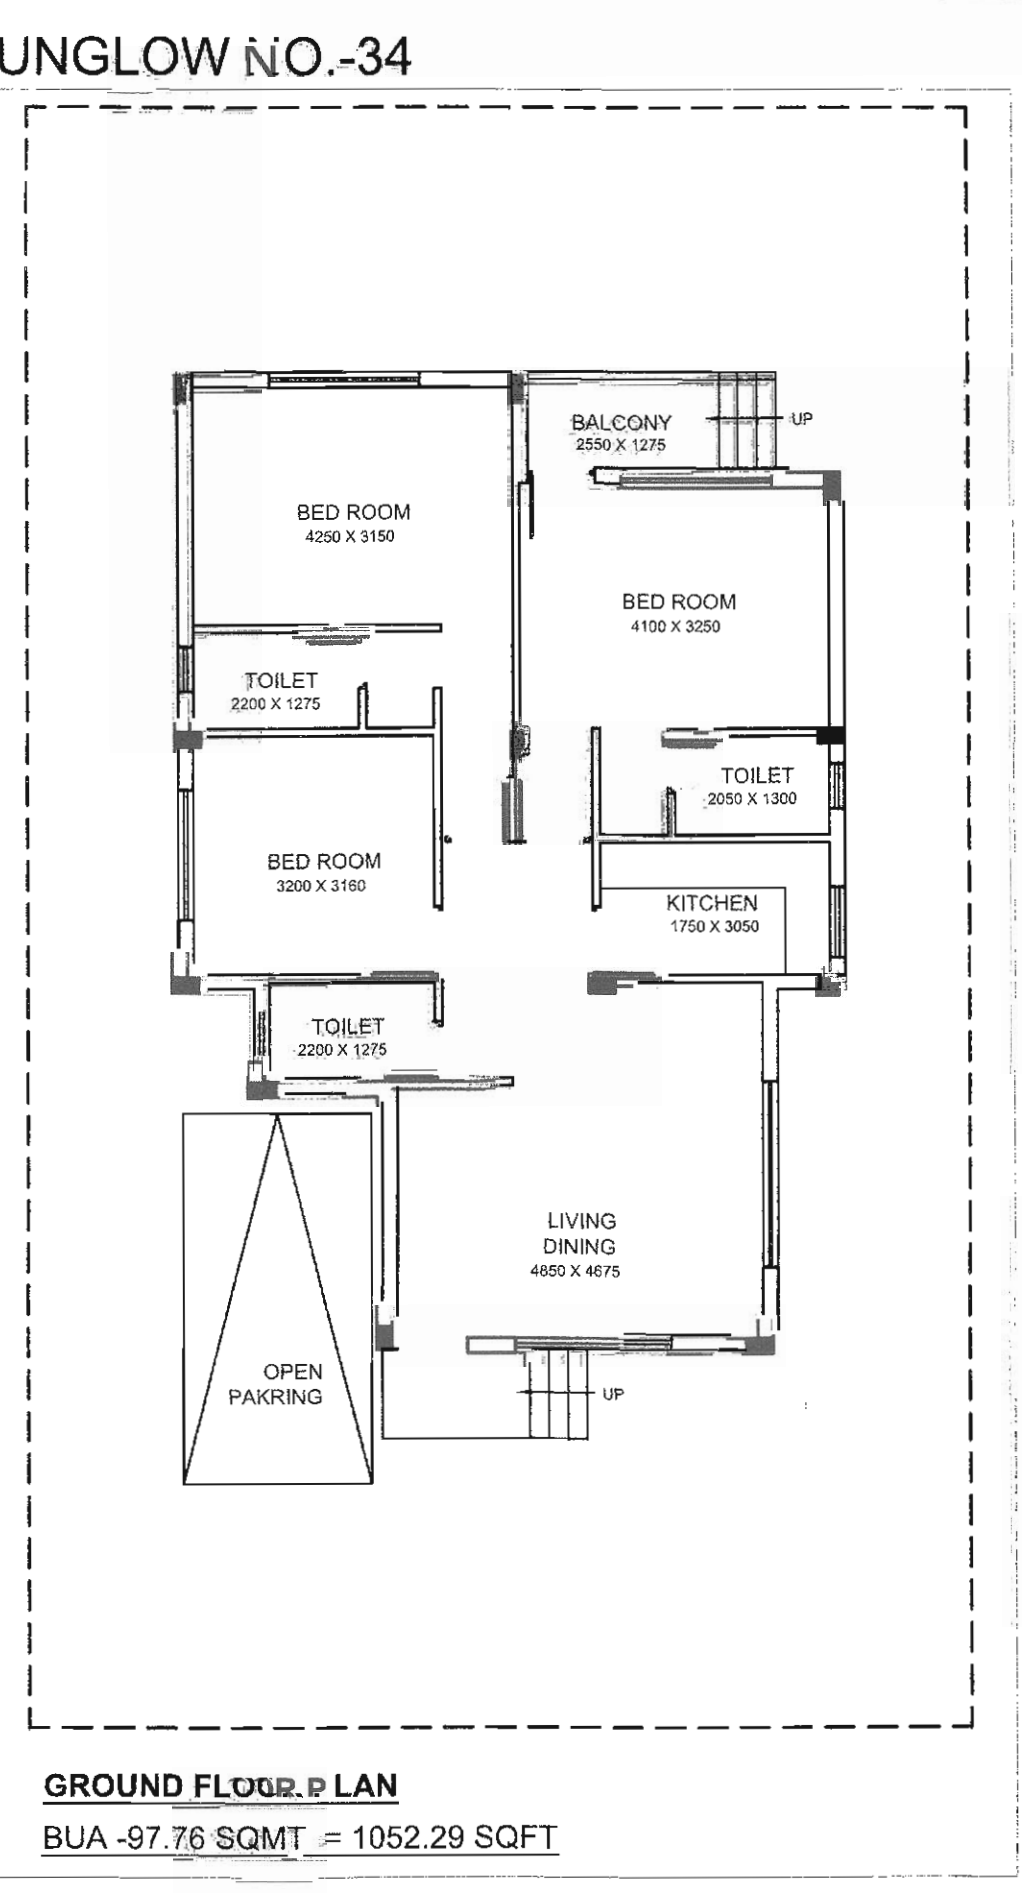 UNGLOW NO.-34
BALCONY
2550 X 1275
UP
BED ROOM
4250 X 3150
BED ROOM
4100 X 3250
TOILET
2200 X 1275
TOILET
2050 X 1300
BED ROOM
3200 X 3160
KITCHEN
1750 X 3050
TOILET
2200 X 1275
LIVING
DINING
4850 X 4675
OPEN
PAKRING
UP
GROUND FLOOR PLAN
BUA -97.76 SQMT = 1052.29 SQFT